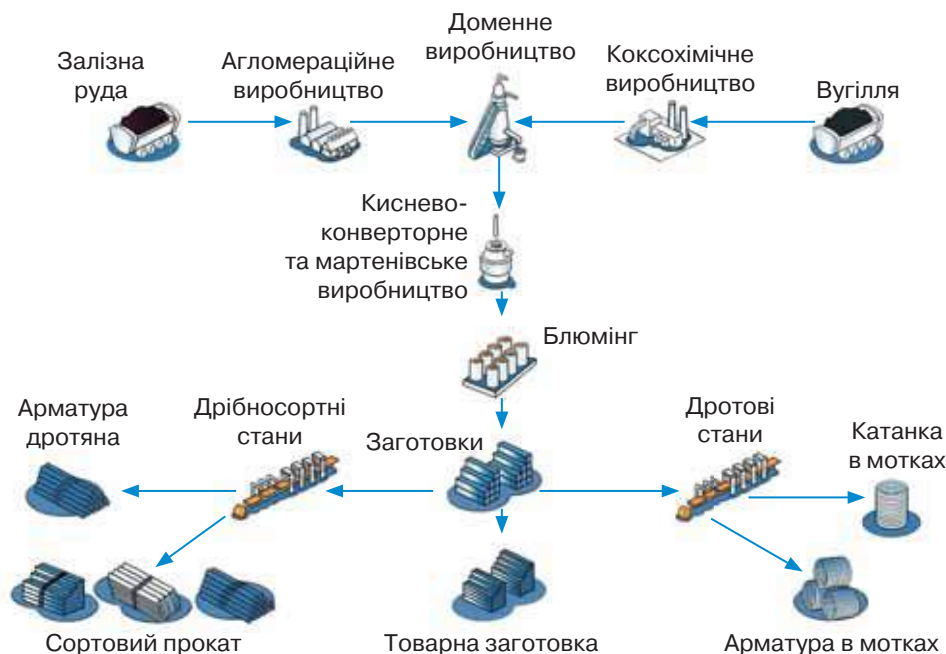 Залізна
руда
Агломераційне
виробництво
Доменне
виробництво
Коксохімічне
виробництво
Вугілля
Киснево-
конверторне
та мартенівське
виробництво
Блюмінг
Арматура
дротяна
Дрібносортні
стани
Заготовки
Дротові
стани
Катанка
в мотках
Сортовий прокат
Товарна заготовка
Арматура в мотках